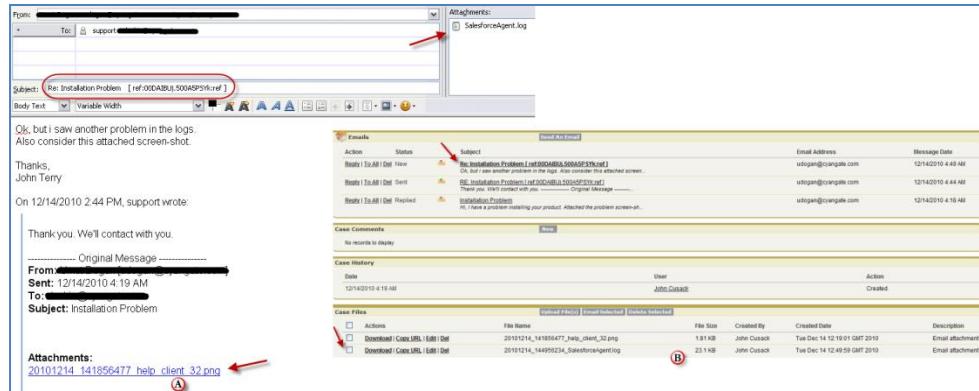 From:
Attachments:
SalesforceAgent.log
To: support
Subject: Re: Installation Problem [ ref:00DAIBUj.500A5PSYk:ref ]
Body Text Variable Width
Ok, but i saw another problem in the logs.
Also consider this attached screen-shot.
Thanks,
John Terry
On 12/14/2010 2:44 PM, support wrote:
Thank you. We'll contact with you.
--------------- Original Message ---------------
From:
Sent: 12/14/2010 4:19 AM
To:
Subject: Installation Problem
Attachments:
20101214_141856477_help_client_32.png
A
Emails Send An Email
Action Status Subject Email Address Message Date
Reply | To All | Del New Re: Installation Problem [ ref:00DAIBUj.500A5PSYk:ref ] udogan@cyangate.com 12/14/2010 4:48 AM
Ok, but i saw another problem in the logs. Also consider this attached screen...
Reply | To All | Del Sent RE: Installation Problem [ ref:00DAIBUj.500A5PSYk:ref ] udogan@cyangate.com 12/14/2010 4:44 AM
Thank you. We'll contact with you. --------------- Original Message ---------...
Reply | To All | Del Replied Installation Problem udogan@cyangate.com 12/14/2010 4:16 AM
Hi, I have a problem installing your product. Attached the problem screen-sh...
Case Comments New
No records to display
Case History
Date User Action
12/14/2010 4:18 AM John Cusack Created
Case Files Upload File(s) Email Selected Delete Selected
Actions File Name File Size Created By Created Date Description
Download | Copy URL | Edit | Del 20101214_141856477_help_client_32.png 1.81 KB John Cusack Tue Dec 14 12:19:01 GMT 2010 Email attachment
Download | Copy URL | Edit | Del 20101214_144958234_SalesforceAgent.log 23.1 KB John Cusack Tue Dec 14 12:49:59 GMT 2010 Email attachment
B